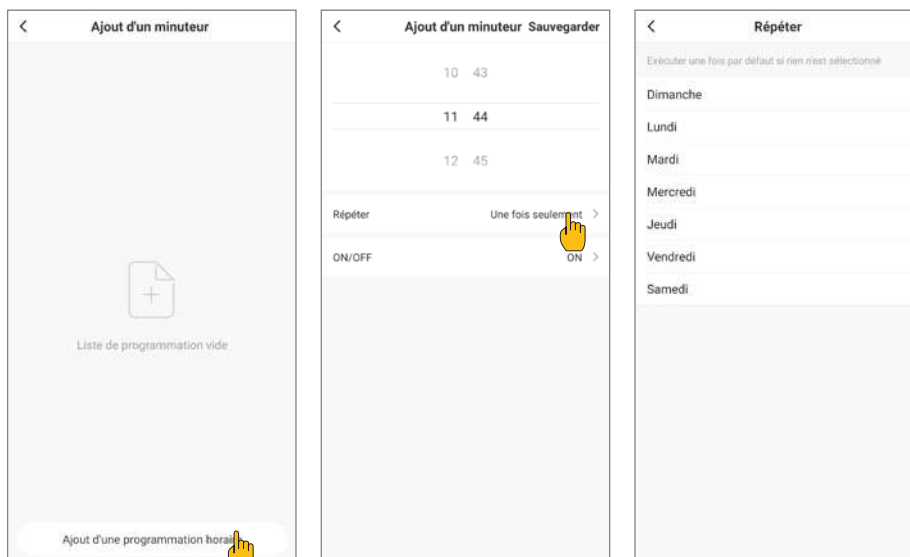 Ajout d'un minuteur
Liste de programmation vide
Ajout d'une programmation horaire
Ajout d'un minuteur Sauvegarder
10 43
11 44
12 45
Répéter Une fois seulement
ON/OFF ON
Répéter
Exécuter une fois par défaut si rien n'est sélectionné
Dimanche
Lundi
Mardi
Mercredi
Jeudi
Vendredi
Samedi